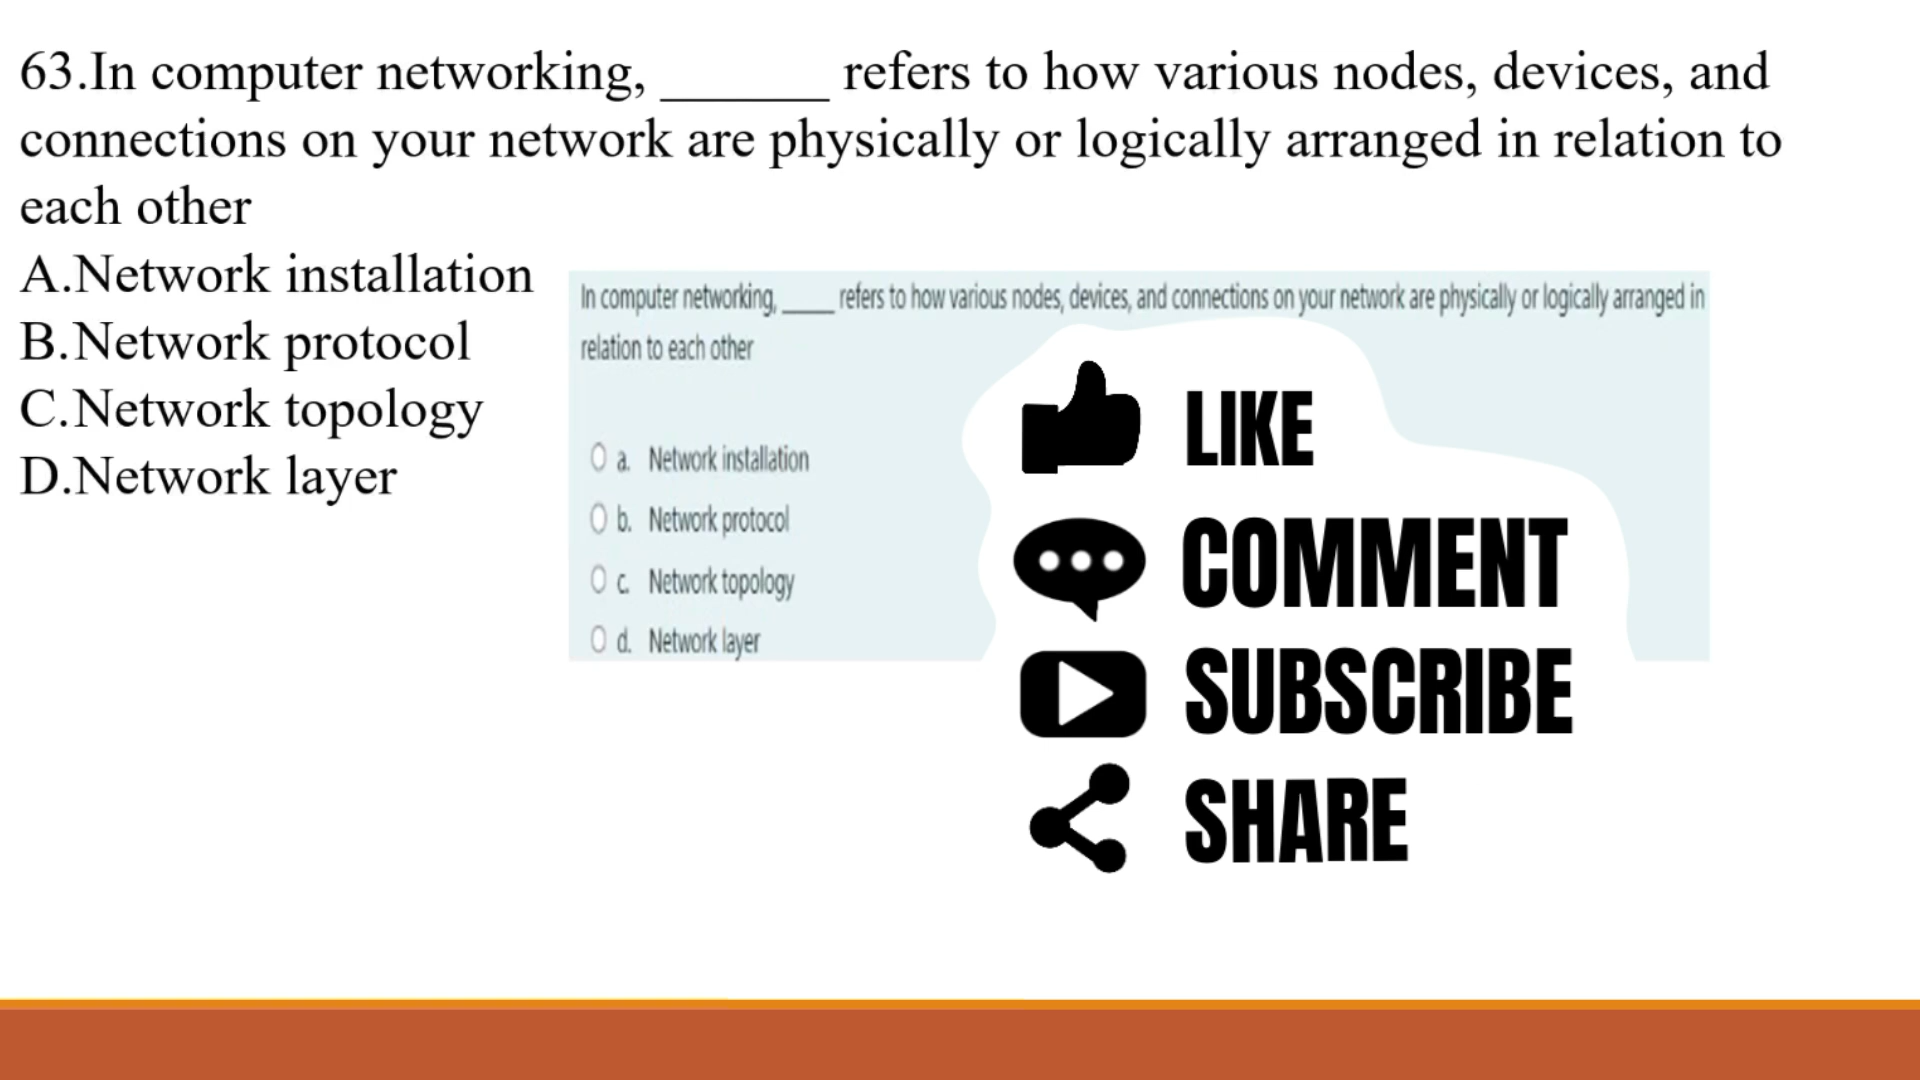 63.In computer networking, ______ refers to how various nodes, devices, and
connections on your network are physically or logically arranged in relation to
each other
A.Network installation
B.Network protocol
C.Network topology
D.Network layer
In computer networking, _____ refers to how various nodes, devices, and connections on your network are physically or logically arranged in
relation to each other
a. Network installation
b. Network protocol
c. Network topology
d. Network layer
LIKE
COMMENT
SUBSCRIBE
SHARE